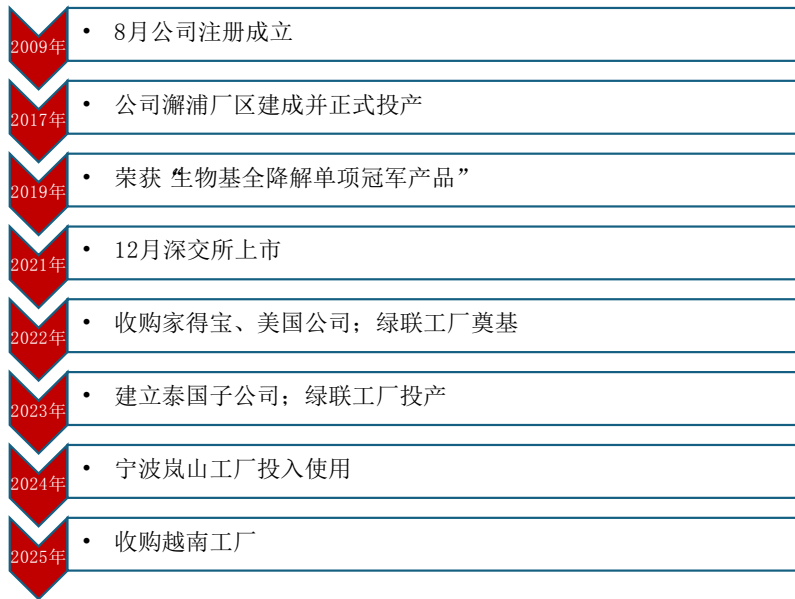 2009年
• 8月公司注册成立
2017年
• 公司澥浦厂区建成并正式投产
2019年
• 荣获“生物基全降解单项冠军产品”
2021年
• 12月深交所上市
2022年
• 收购家得宝、美国公司；绿联工厂奠基
2023年
• 建立泰国子公司；绿联工厂投产
2024年
• 宁波岚山工厂投入使用
2025年
• 收购越南工厂